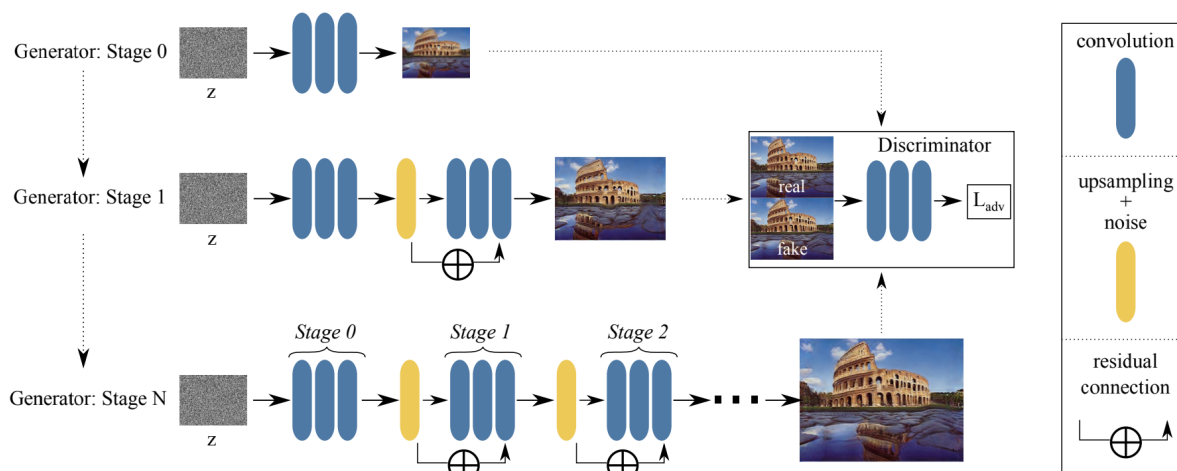 Generator: Stage 0
z
Generator: Stage 1
z
Discriminator
real
fake
L_adv
Stage 0
Stage 1
Stage 2
Generator: Stage N
z
convolution
upsampling
+
noise
residual
connection